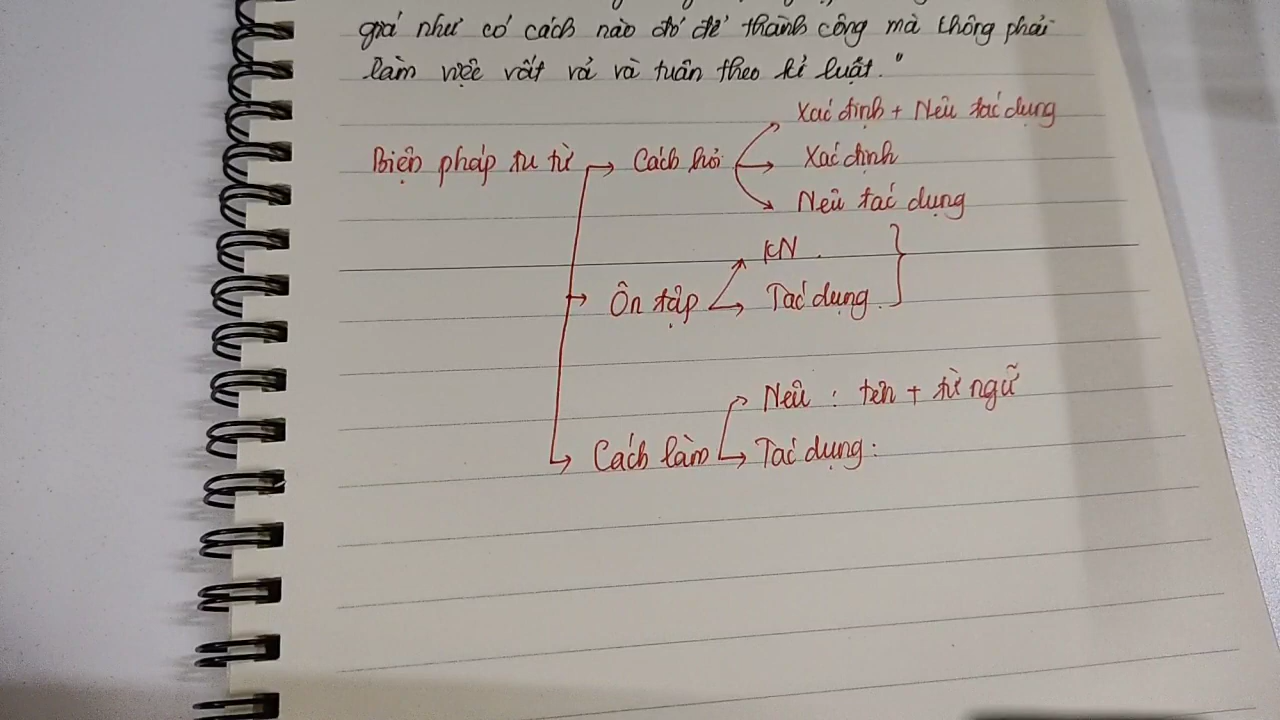 giá như có cách nào đó để thành công mà không phải
làm việc vất vả và tuân theo kỉ luật."
Xác định + Nêu tác dụng
Biện pháp tu từ → Cách hỏi → Xác định
Nêu tác dụng
KN
Ôn tập → Tác dụng
Nêu : tên + từ ngữ
Cách làm → Tác dụng :